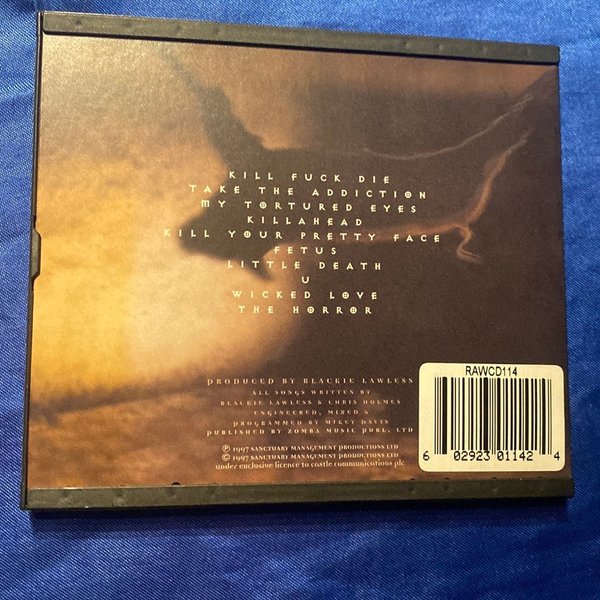 KILL FUCK DIE
TAKE THE ADDICTION
MY TORTURED EYES
KILLAHEAD
KILL YOUR PRETTY FACE
FETUS
LITTLE DEATH
U
WICKED LOVE
THE HORROR
PRODUCED BY BLACKIE LAWLESS
ALL SONGS WRITTEN BY
BLACKIE LAWLESS & CHRIS HOLMES
ENGINEERED, MIXED &
PROGRAMMED BY MIKEY DAVIS
PUBLISHED BY ZOMBA MUSIC PUBL. LTD
℗ 1997 SANCTUARY MANAGEMENT PRODUCTIONS LTD
© 1997 SANCTUARY MANAGEMENT PRODUCTIONS LTD
under exclusive licence to castle communications plc
RAWCD114
6 02923 01142 4